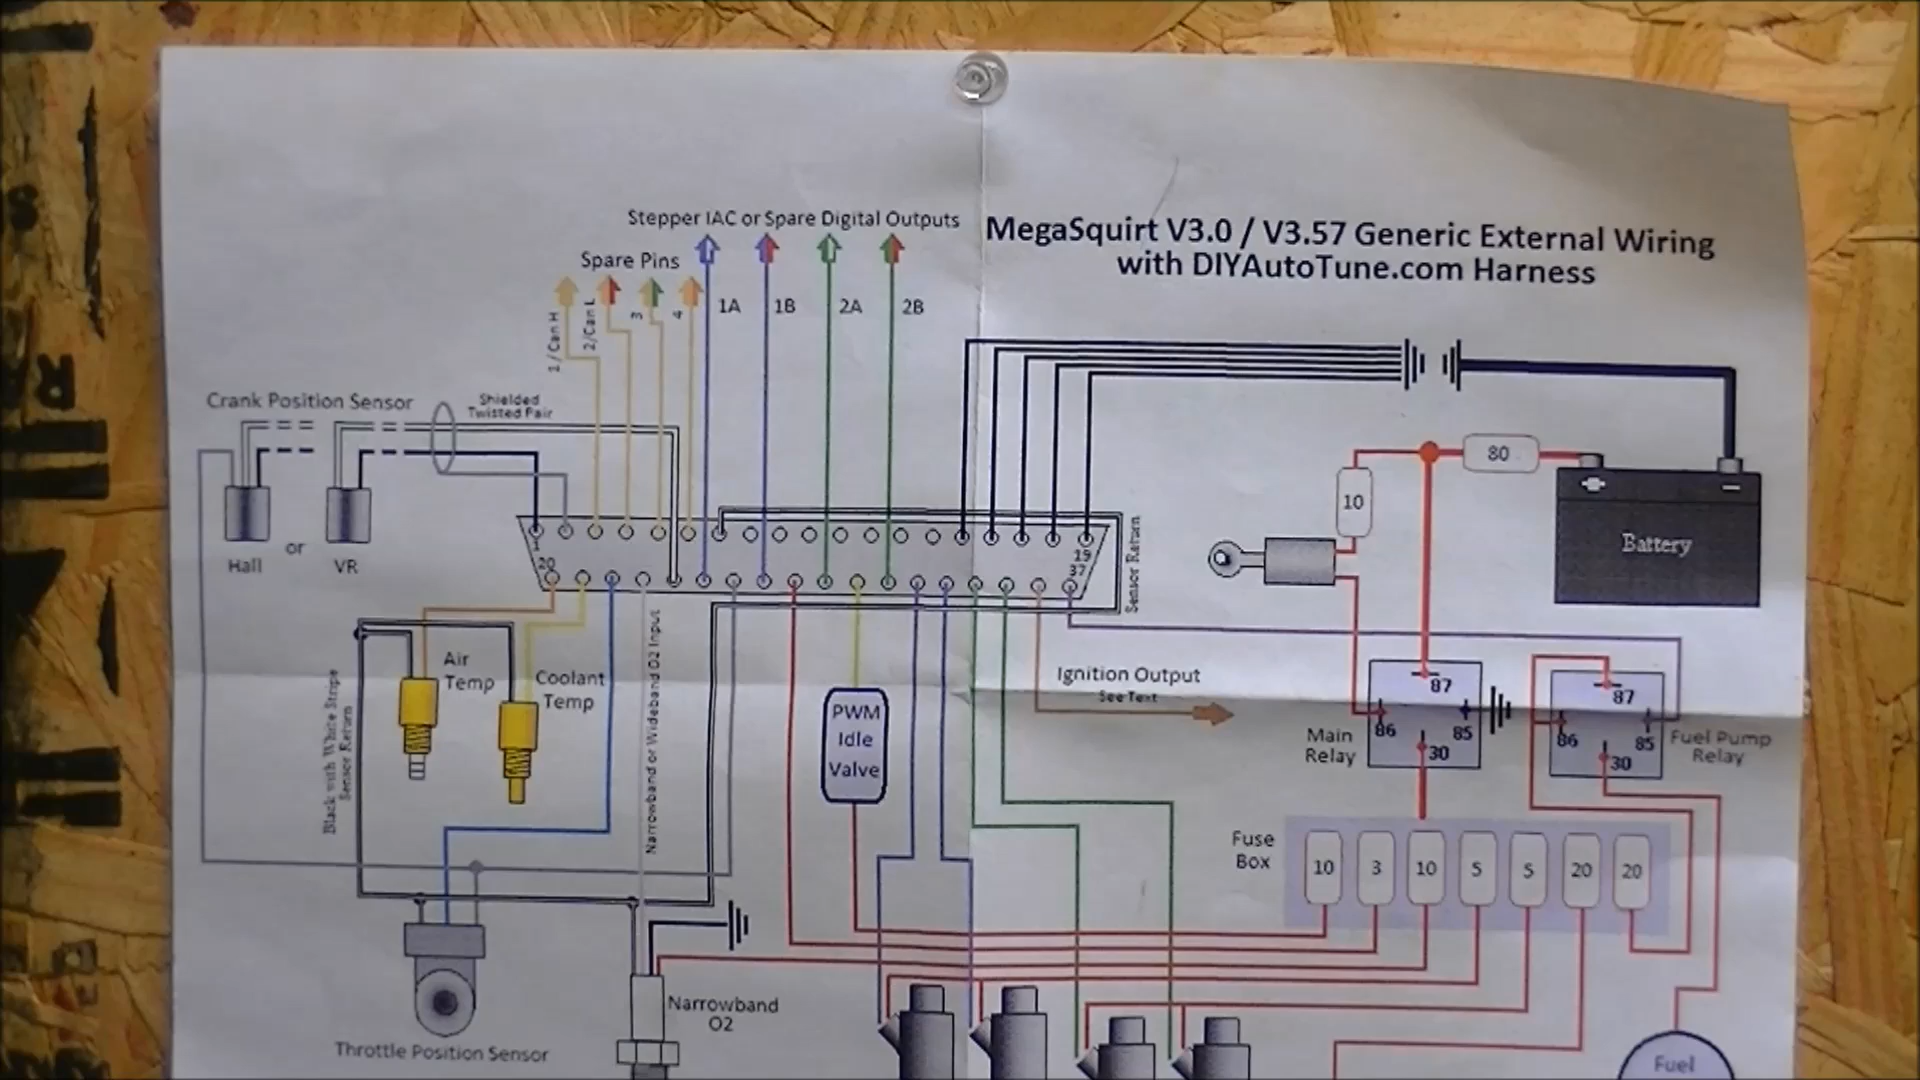 Stepper IAC or Spare Digital Outputs
MegaSquirt V3.0 / V3.57 Generic External Wiring
with DIYAutoTune.com Harness
Spare Pins
1 / Can H
2/Can L
3
4
1A
1B
2A
2B
Crank Position Sensor
Shielded
Twisted Pair
Hall
or
VR
1
19
20
37
Sensor Return
80
10
Battery
Air
Temp
Coolant
Temp
Black with White Stripe
Sensor Return
Narrowband or Wideband O2 Input
PWM
Idle
Valve
Ignition Output
See Text
Main
Relay
87
86
85
30
87
86
85
30
Fuel Pump
Relay
Fuse
Box
10
3
10
5
5
20
20
Narrowband
O2
Throttle Position Sensor
Fuel